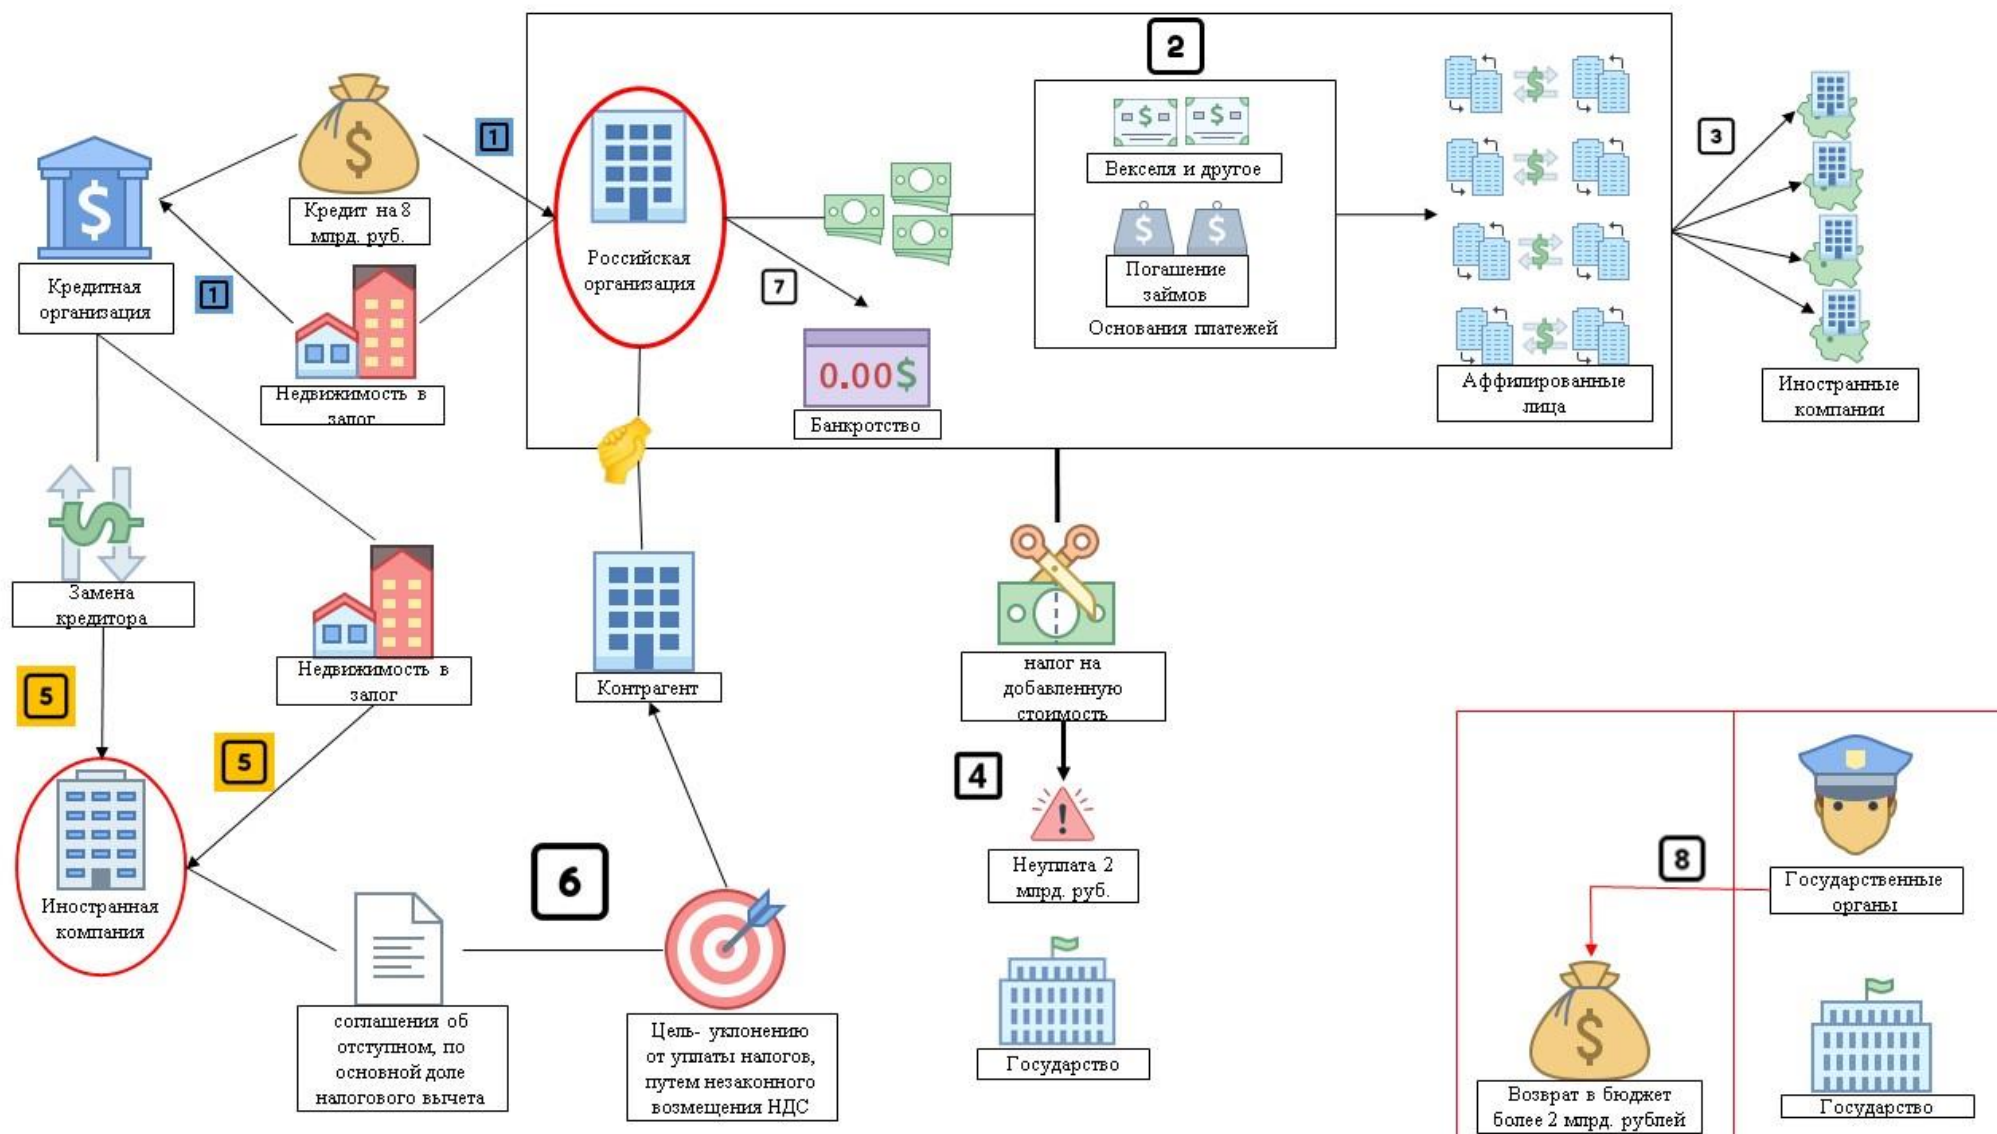 2
1
Кредит на 8
млрд. руб.
Кредитная
организация
1
Недвижимость в
залог
Российская
организация
7
0.00$
Банкротство
Векселя и другое
Погашение
займов
Основания платежей
Аффилированные
лица
3
Иностранные
компании
Замена
кредитора
5
Недвижимость в
залог
5
Иностранная
компания
Контрагент
6
соглашения об
отступном, по
основной доле
налогового вычета
Цель- уклонению
от уплаты налогов,
путем незаконного
возмещения НДС
налог на
добавленную
стоимость
4
Неуплата 2
млрд. руб.
Государство
8
Государственные
органы
Возврат в бюджет
более 2 млрд. рублей
Государство